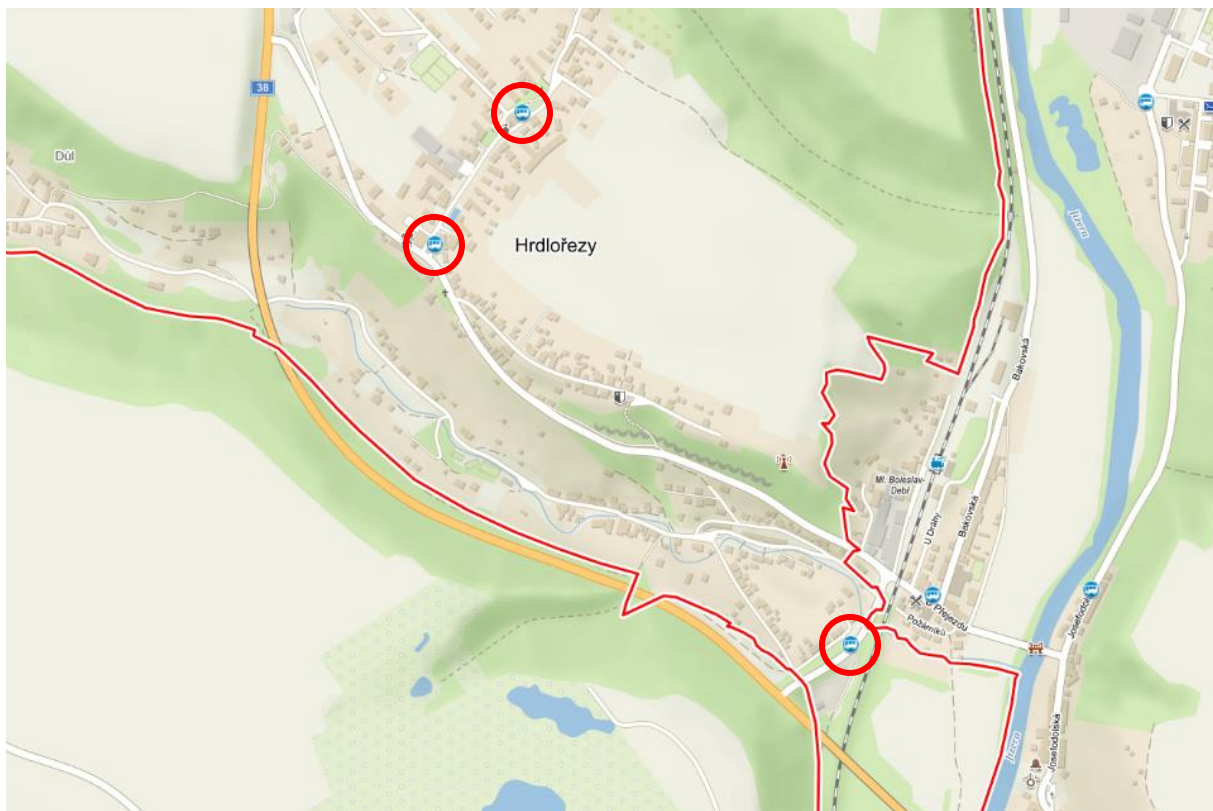 38
Důl
Hrdlořezy
Jizera
Bakovská
Ml. Boleslav-
Debř
U Dráhy
Bakovská
U Přejezdu
Požárníků
Josefodolská
Jizera
Josefodolská